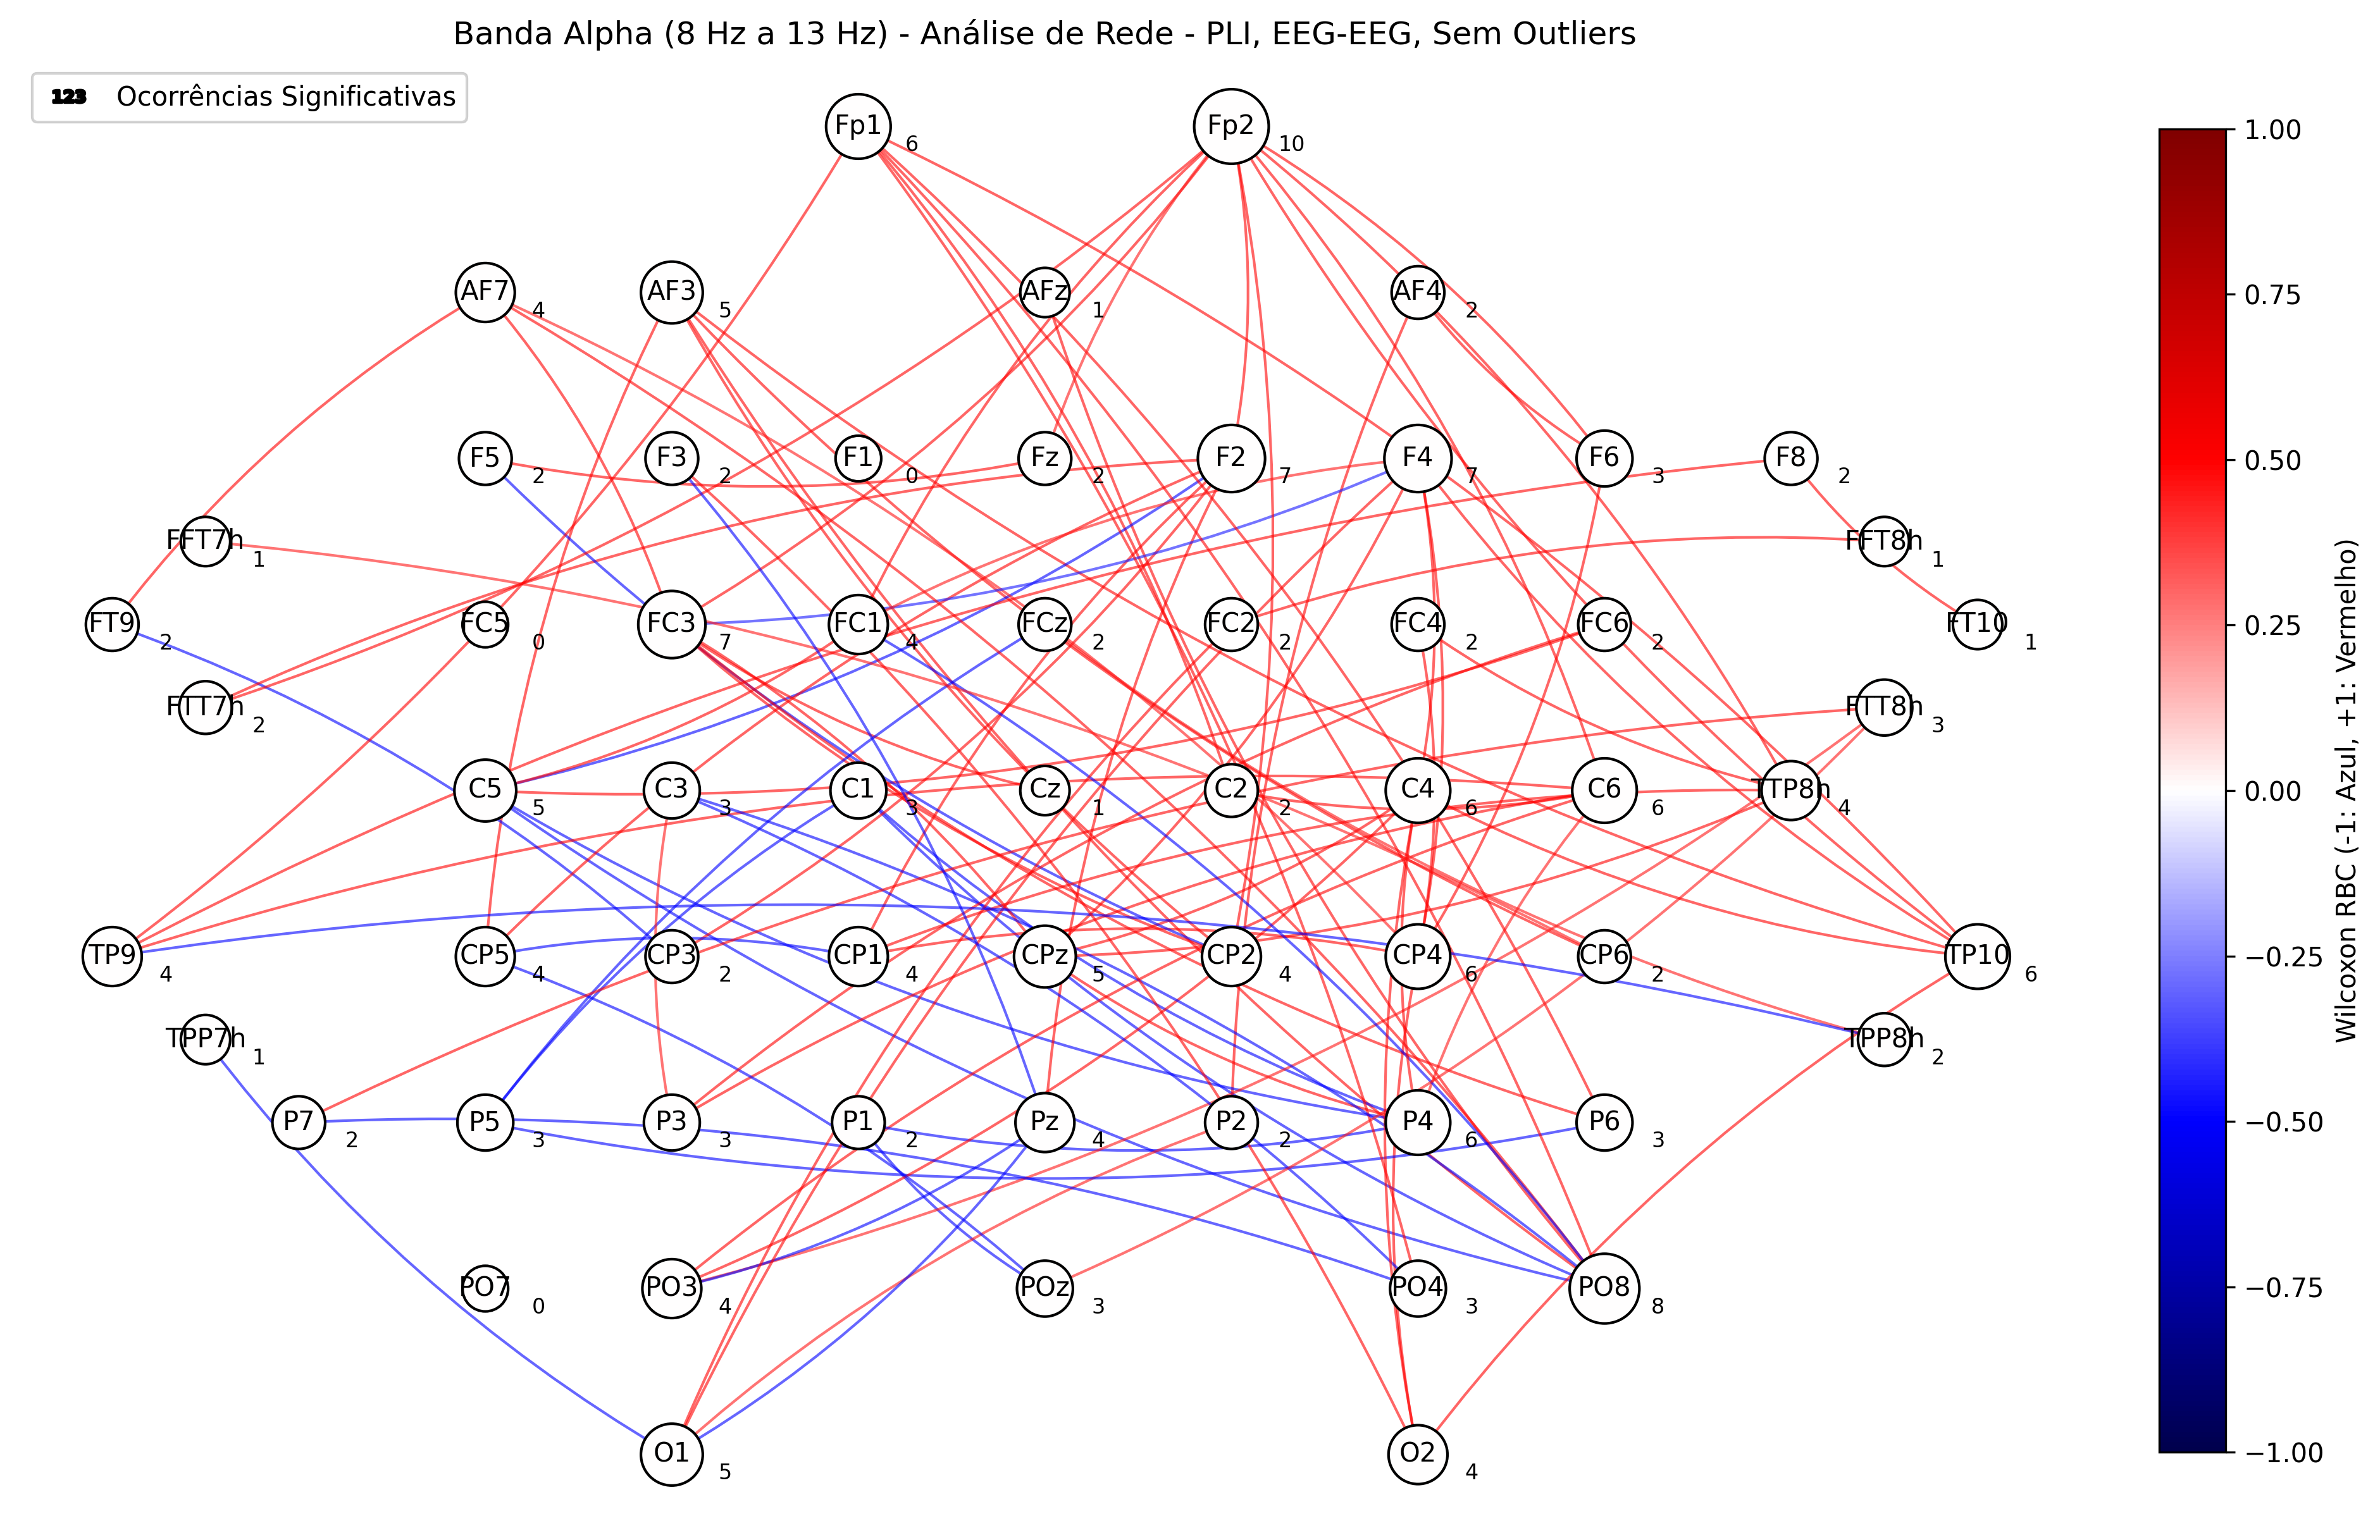 Banda Alpha (8 Hz a 13 Hz) - Análise de Rede - PLI, EEG-EEG, Sem Outliers
123 Ocorrências Significativas
Fp1 6 Fp2 10
AF7 4 AF3 5 AFz 1 AF4 2
F5 2 F3 2 F1 0 Fz 2 F2 7 F4 7 F6 3 F8 2
FFT7h 1 FFT8h 1
FT9 2 FC5 0 FC3 7 FC1 4 FCz 2 FC2 2 FC4 2 FC6 2 FT10 1
FTT7h 2 FTT8h 3
C5 5 C3 3 C1 3 Cz 1 C2 2 C4 6 C6 6 TTP8h 4
TP9 4 CP5 4 CP3 2 CP1 4 CPz 5 CP2 4 CP4 6 CP6 2 TP10 6
TPP7h 1 TPP8h 2
P7 2 P5 3 P3 3 P1 2 Pz 4 P2 2 P4 6 P6 3
PO7 0 PO3 4 POz 3 PO4 3 PO8 8
O1 5 O2 4
1.00
0.75
0.50
0.25
0.00
−0.25
−0.50
−0.75
−1.00
Wilcoxon RBC (-1: Azul, +1: Vermelho)